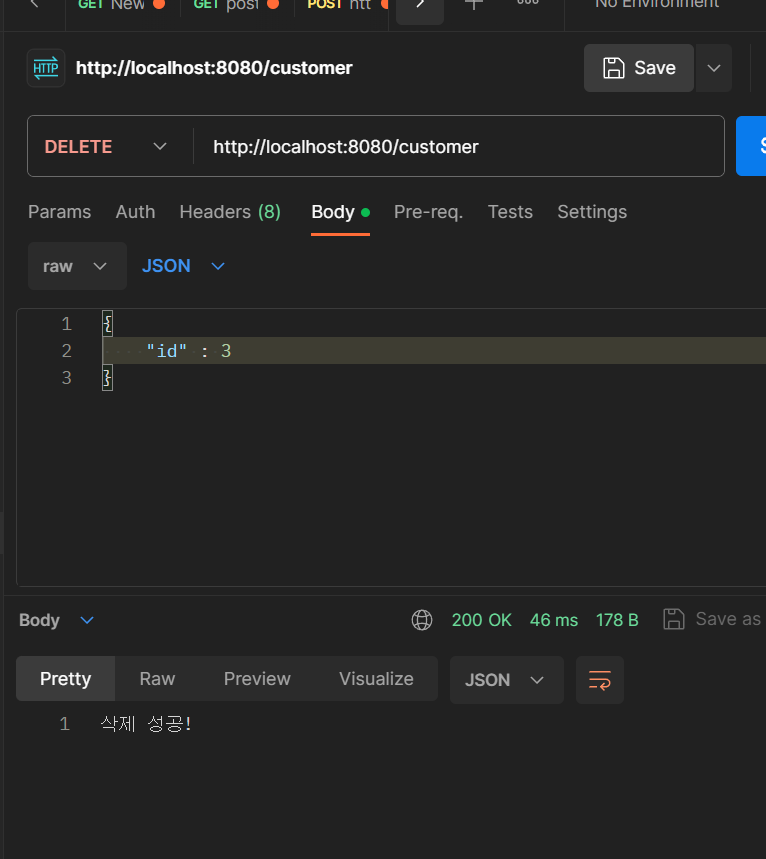 GET New GET post POST htt No Environment
HTTP http://localhost:8080/customer Save
DELETE http://localhost:8080/customer
Params Auth Headers (8) Body Pre-req. Tests Settings
raw JSON
1 {
2 "id" : 3
3 }
Body 200 OK 46 ms 178 B Save as
Pretty Raw Preview Visualize JSON
1 삭제 성공!